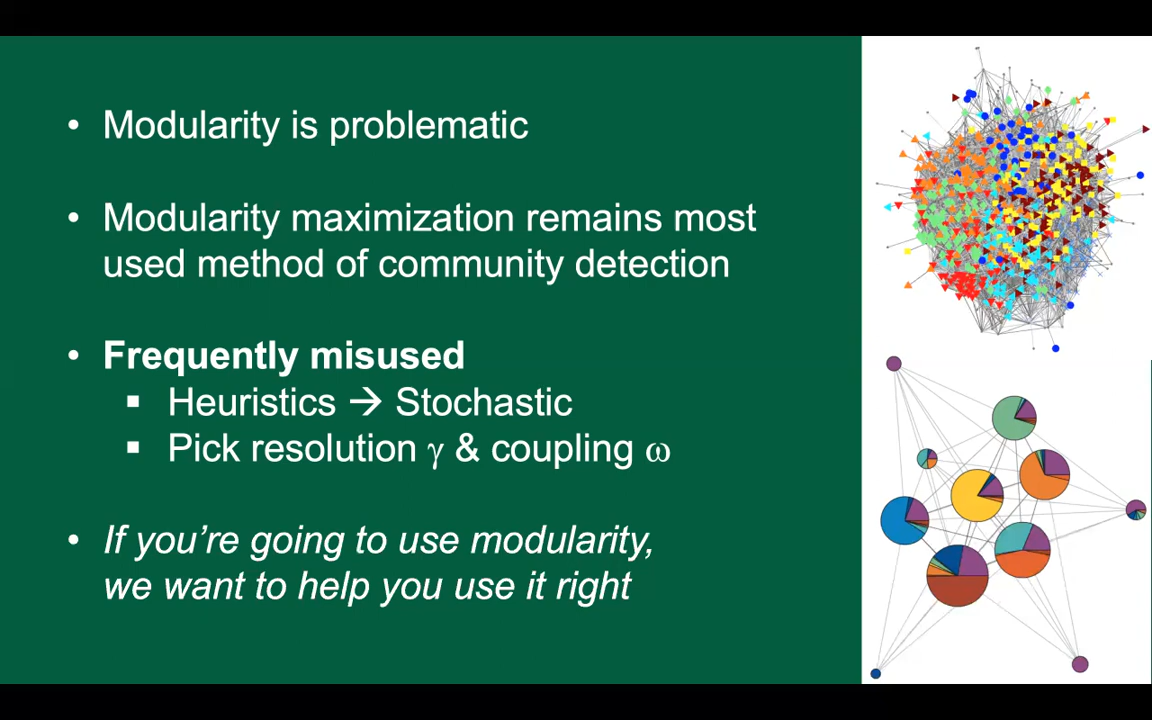 • Modularity is problematic
• Modularity maximization remains most
used method of community detection
• Frequently misused
▪ Heuristics → Stochastic
▪ Pick resolution γ & coupling ω
• If you’re going to use modularity,
we want to help you use it right